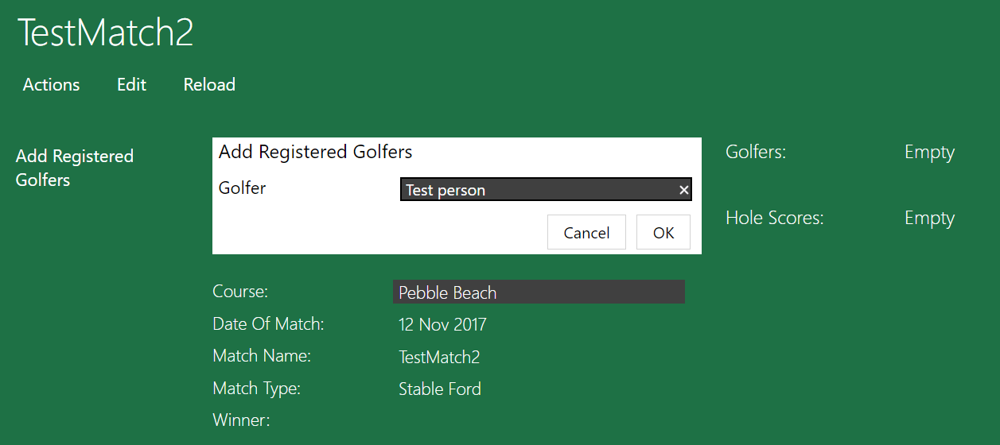 TestMatch2
Actions Edit Reload
Add Registered
Golfers
Add Registered Golfers
Golfer Test person ×
Cancel OK
Course: Pebble Beach
Date Of Match: 12 Nov 2017
Match Name: TestMatch2
Match Type: Stable Ford
Winner:
Golfers: Empty
Hole Scores: Empty